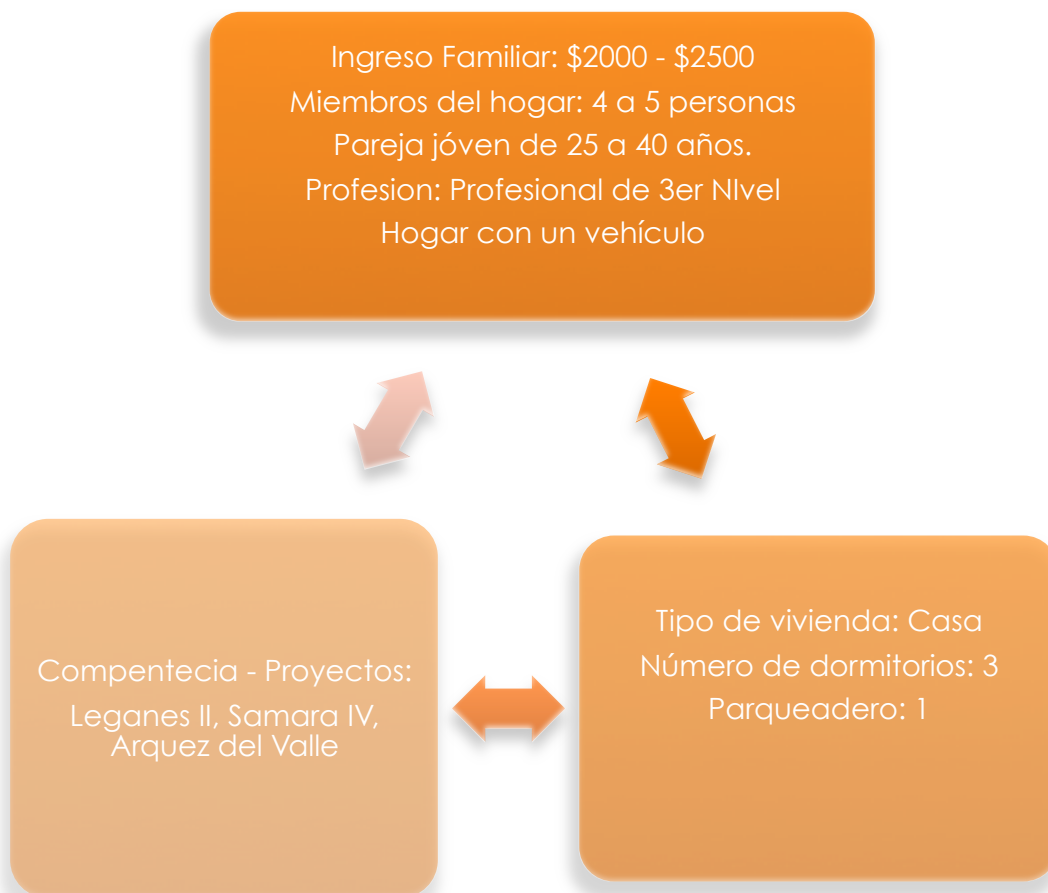 Ingreso Familiar: $2000 - $2500
Miembros del hogar: 4 a 5 personas
Pareja jóven de 25 a 40 años.
Profesion: Profesional de 3er NIvel
Hogar con un vehículo
Compentecia - Proyectos:
Leganes II, Samara IV,
Arquez del Valle
Tipo de vivienda: Casa
Número de dormitorios: 3
Parqueadero: 1